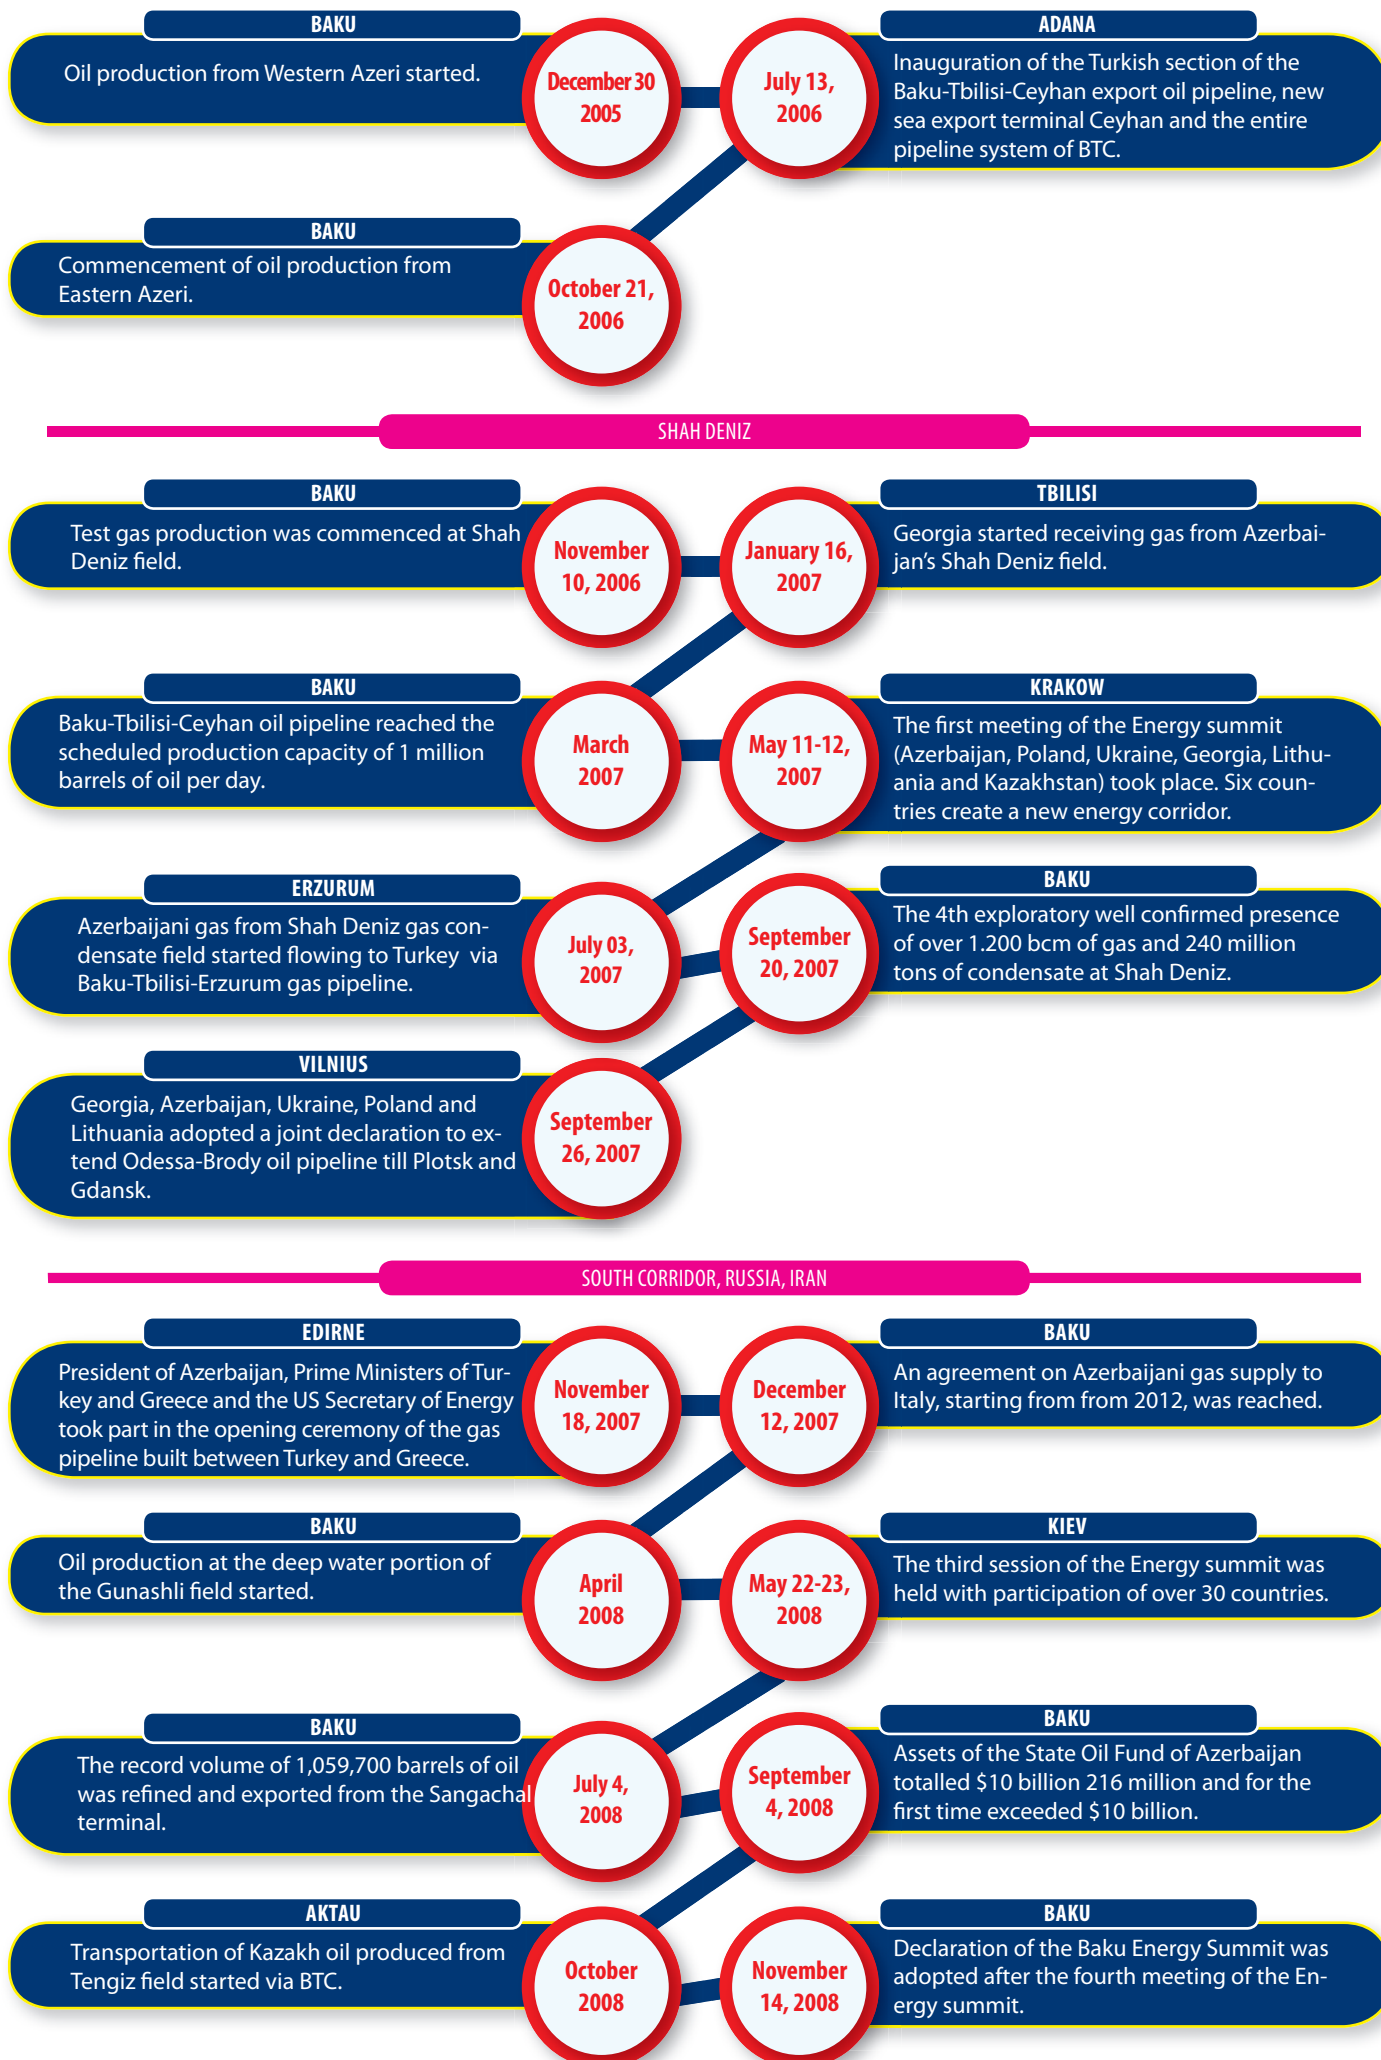 BAKU
Oil production from Western Azeri started.
December 30
2005
ADANA
July 13,
2006
Inauguration of the Turkish section of the
Baku-Tbilisi-Ceyhan export oil pipeline, new
sea export terminal Ceyhan and the entire
pipeline system of BTC.
BAKU
Commencement of oil production from
Eastern Azeri.
October 21,
2006
SHAH DENIZ
BAKU
Test gas production was commenced at Shah
Deniz field.
November
10, 2006
TBILISI
January 16,
2007
Georgia started receiving gas from Azerbai-
jan's Shah Deniz field.
BAKU
Baku-Tbilisi-Ceyhan oil pipeline reached the
scheduled production capacity of 1 million
barrels of oil per day.
March
2007
KRAKOW
May 11-12,
2007
The first meeting of the Energy summit
(Azerbaijan, Poland, Ukraine, Georgia, Lithu-
ania and Kazakhstan) took place. Six coun-
tries create a new energy corridor.
ERZURUM
Azerbaijani gas from Shah Deniz gas con-
densate field started flowing to Turkey via
Baku-Tbilisi-Erzurum gas pipeline.
July 03,
2007
BAKU
September
20, 2007
The 4th exploratory well confirmed presence
of over 1.200 bcm of gas and 240 million
tons of condensate at Shah Deniz.
VILNIUS
Georgia, Azerbaijan, Ukraine, Poland and
Lithuania adopted a joint declaration to ex-
tend Odessa-Brody oil pipeline till Plotsk and
Gdansk.
September
26, 2007
SOUTH CORRIDOR, RUSSIA, IRAN
EDIRNE
President of Azerbaijan, Prime Ministers of Tur-
key and Greece and the US Secretary of Energy
took part in the opening ceremony of the gas
pipeline built between Turkey and Greece.
November
18, 2007
BAKU
December
12, 2007
An agreement on Azerbaijani gas supply to
Italy, starting from from 2012, was reached.
BAKU
Oil production at the deep water portion of
the Gunashli field started.
April
2008
KIEV
May 22-23,
2008
The third session of the Energy summit was
held with participation of over 30 countries.
BAKU
The record volume of 1,059,700 barrels of oil
was refined and exported from the Sangachal
terminal.
July 4,
2008
BAKU
September
4, 2008
Assets of the State Oil Fund of Azerbaijan
totalled $10 billion 216 million and for the
first time exceeded $10 billion.
AKTAU
Transportation of Kazakh oil produced from
Tengiz field started via BTC.
October
2008
BAKU
November
14, 2008
Declaration of the Baku Energy Summit was
adopted after the fourth meeting of the En-
ergy summit.